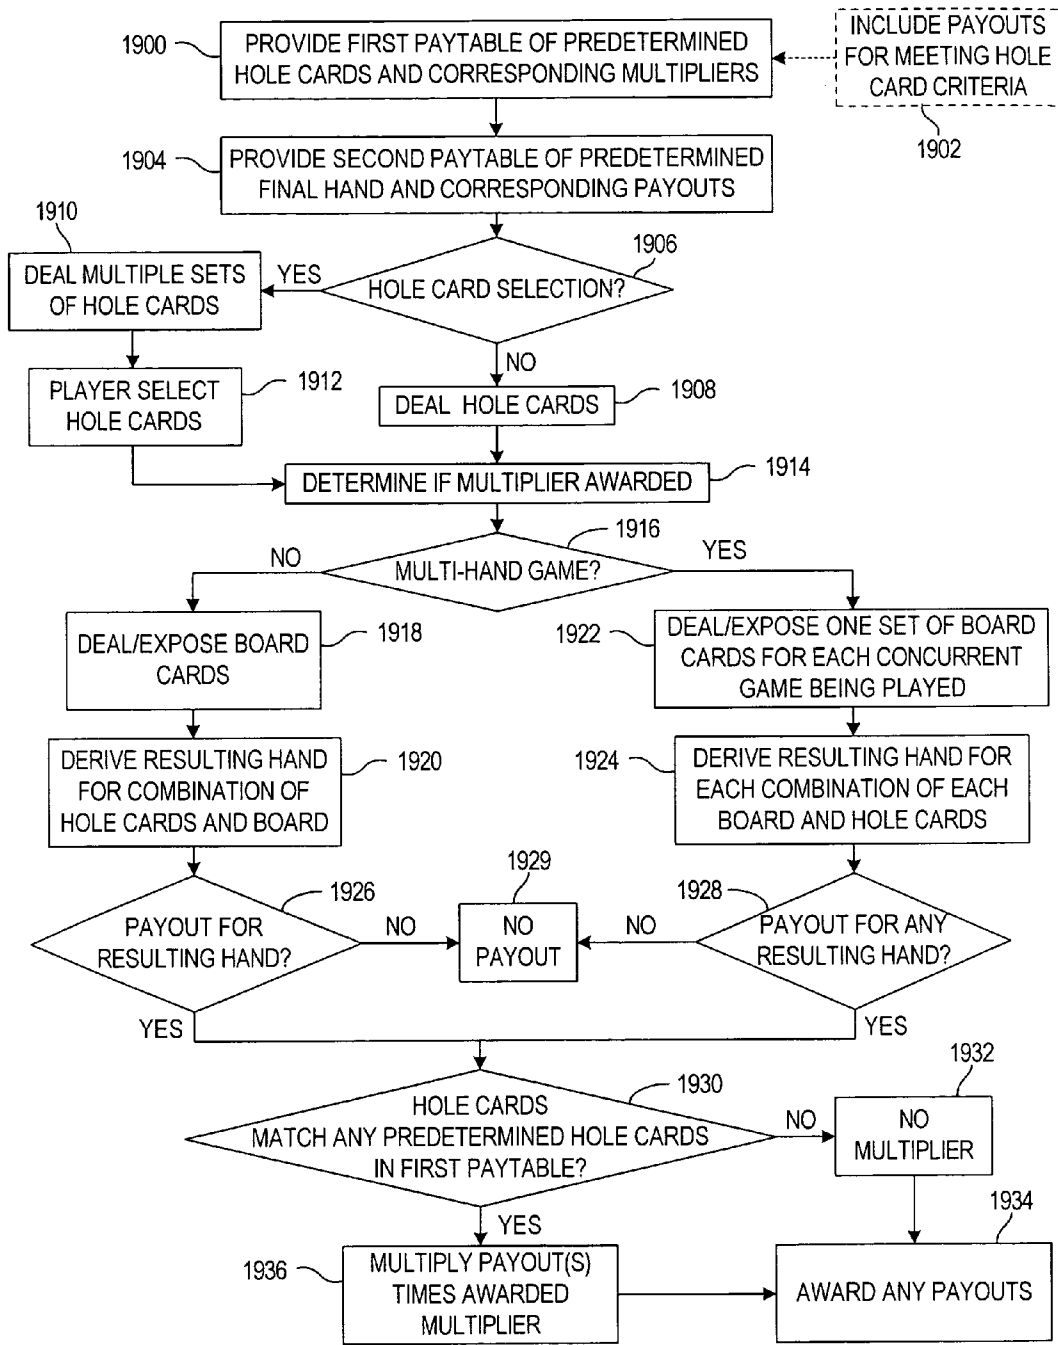 1900
PROVIDE FIRST PAYTABLE OF PREDETERMINED
HOLE CARDS AND CORRESPONDING MULTIPLIERS
INCLUDE PAYOUTS
FOR MEETING HOLE
CARD CRITERIA
1902
1904
PROVIDE SECOND PAYTABLE OF PREDETERMINED
FINAL HAND AND CORRESPONDING PAYOUTS
1906
HOLE CARD SELECTION?
YES
NO
1910
DEAL MULTIPLE SETS
OF HOLE CARDS
1912
PLAYER SELECT
HOLE CARDS
1908
DEAL HOLE CARDS
1914
DETERMINE IF MULTIPLIER AWARDED
1916
MULTI-HAND GAME?
NO
YES
1918
DEAL/EXPOSE BOARD
CARDS
1922
DEAL/EXPOSE ONE SET OF BOARD
CARDS FOR EACH CONCURRENT
GAME BEING PLAYED
1920
DERIVE RESULTING HAND
FOR COMBINATION OF
HOLE CARDS AND BOARD
1924
DERIVE RESULTING HAND FOR
EACH COMBINATION OF EACH
BOARD AND HOLE CARDS
1926
PAYOUT FOR
RESULTING HAND?
NO
YES
1929
NO
PAYOUT
1928
PAYOUT FOR ANY
RESULTING HAND?
NO
YES
1930
HOLE CARDS
MATCH ANY PREDETERMINED HOLE CARDS
IN FIRST PAYTABLE?
NO
YES
1932
NO
MULTIPLIER
1936
MULTIPLY PAYOUT(S)
TIMES AWARDED
MULTIPLIER
1934
AWARD ANY PAYOUTS